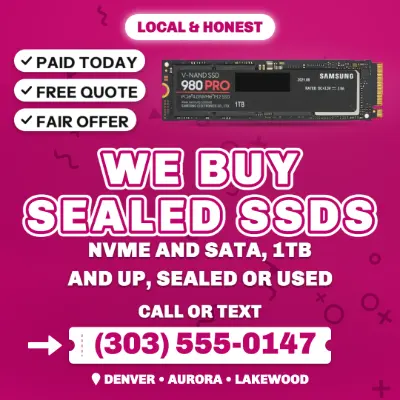 LOCAL & HONEST
✓ PAID TODAY
✓ FREE QUOTE
✓ FAIR OFFER
V-NAND SSD
980 PRO
1TB
SAMSUNG
WE BUY
SEALED SSDS
NVME AND SATA, 1TB
AND UP, SEALED OR USED
CALL OR TEXT
(303) 555-0147
DENVER • AURORA • LAKEWOOD